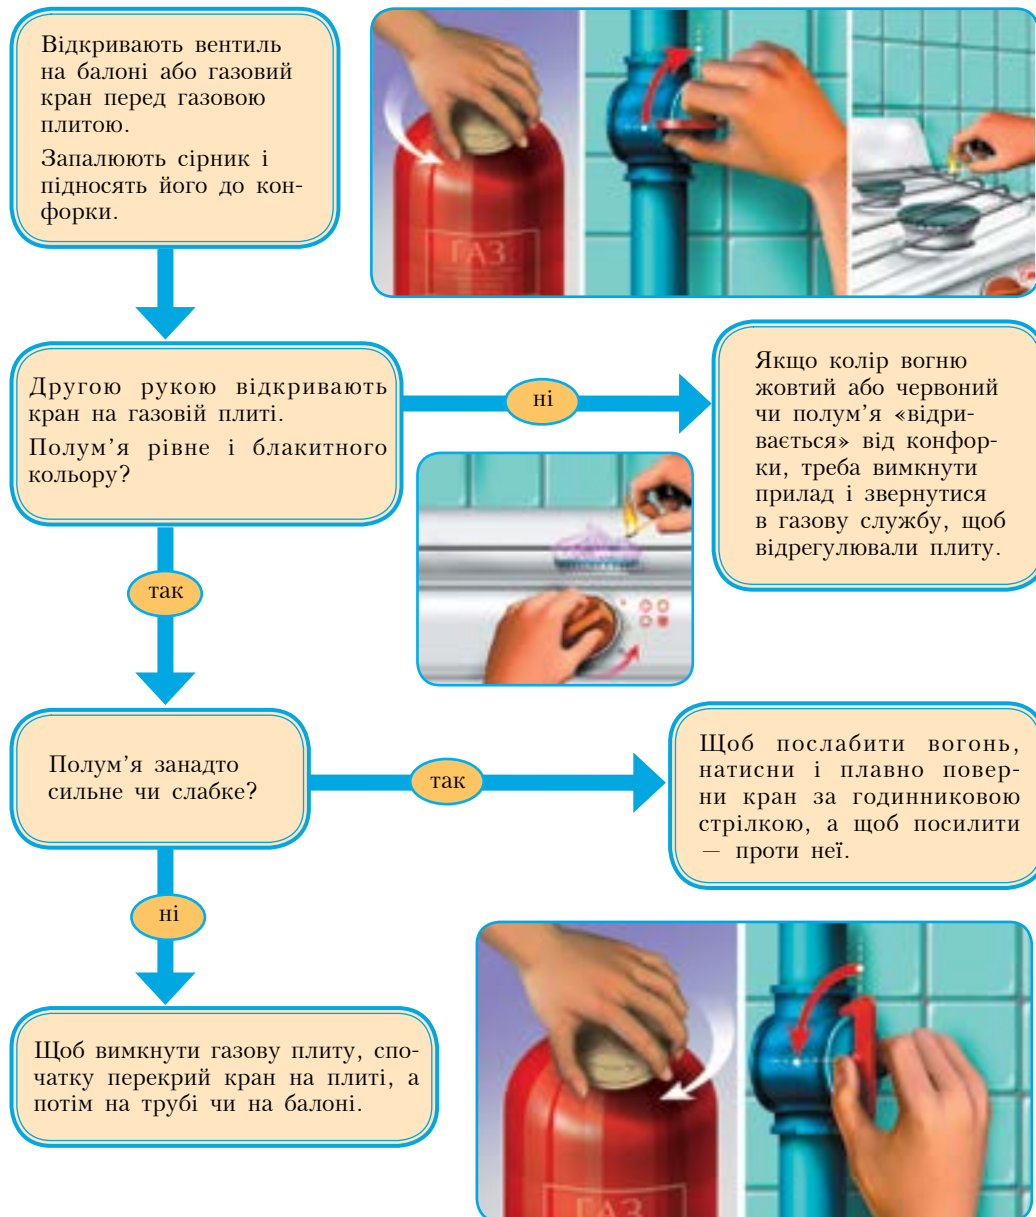 Відкривають вентиль
на балоні або газовий
кран перед газовою
плитою.
Запалюють сірник і
підносять його до кон-
форки.
ГАЗ
Другою рукою відкривають
кран на газовій плиті.
Полум'я рівне і блакитного
кольору?
ні
Якщо колір вогню
жовтий або червоний
чи полум'я «відри-
вається» від конфор-
ки, треба вимкнути
прилад і звернутися
в газову службу, щоб
відрегулювали плиту.
так
Полум'я занадто
сильне чи слабке?
так
Щоб послабити вогонь,
натисни і плавно повер-
ни кран за годинниковою
стрілкою, а щоб посилити
— проти неї.
ні
Щоб вимкнути газову плиту, спо-
чатку перекрий кран на плиті, а
потім на трубі чи на балоні.
ГАЗ